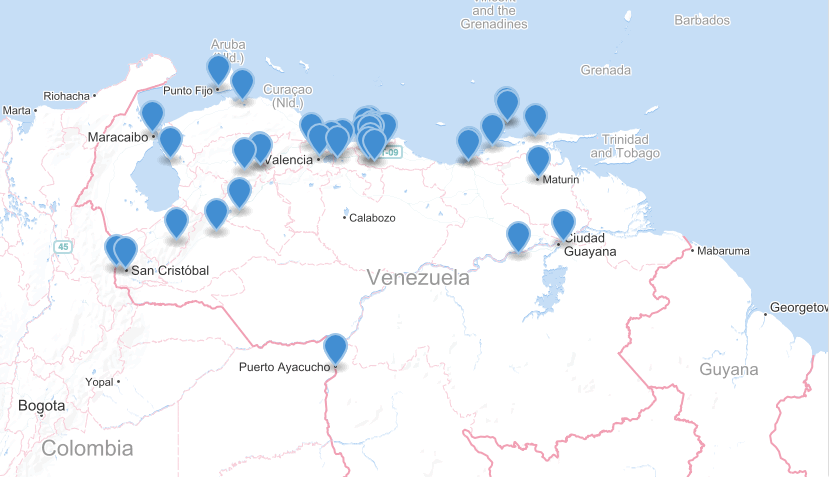 Vincent
and the
Grenadines
Barbados
Aruba
(Nld.)
Grenada
Punto Fijo
Riohacha
Curaçao
(Nld.)
Marta
Maracaibo
Trinidad
and Tobago
Valencia
-09
Maturin
Calabozo
45
Ciudad
Guayana
Mabaruma
San Cristóbal
Venezuela
Georgetow
Puerto Ayacucho
Guyana
Yopal
Bogota
Colombia